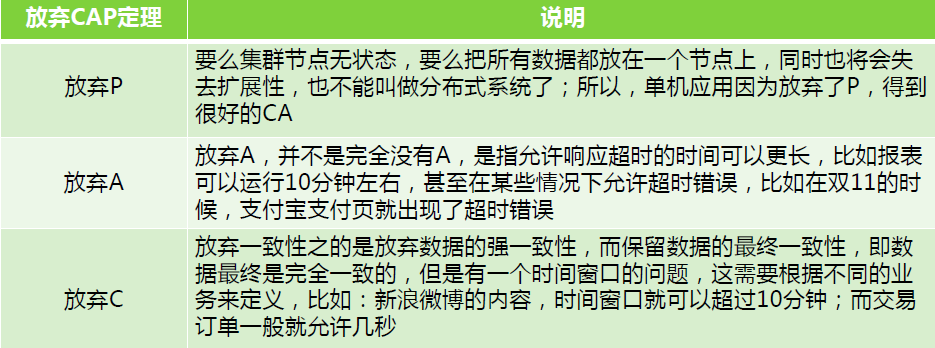 放弃CAP定理 说明
放弃P
要么集群节点无状态，要么把所有数据都放在一个节点上，同时也将会失
去扩展性，也不能叫做分布式系统了；所以，单机应用因为放弃了P，得到
很好的CA
放弃A
放弃A，并不是完全没有A，是指允许响应超时的时间可以更长，比如报表
可以运行10分钟左右，甚至在某些情况下允许超时错误，比如在双11的时
候，支付宝支付页就出现了超时错误
放弃C
放弃一致性之的是放弃数据的强一致性，而保留数据的最终一致性，即数
据最终是完全一致的，但是有一个时间窗口的问题，这需要根据不同的业
务来定义，比如：新浪微博的内容，时间窗口就可以超过10分钟；而交易
订单一般就允许几秒